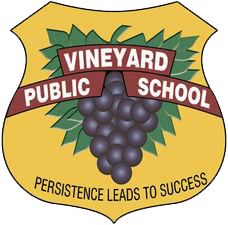 VINEYARD
PUBLIC SCHOOL
PERSISTENCE LEADS TO SUCCESS